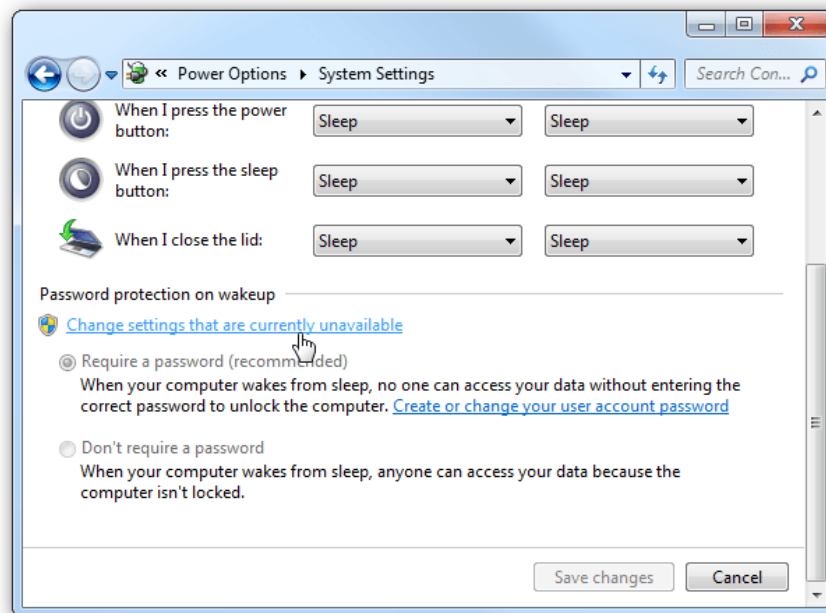 « Power Options ▸ System Settings
Search Con...
When I press the power
button:
Sleep
Sleep
When I press the sleep
button:
Sleep
Sleep
When I close the lid:
Sleep
Sleep
Password protection on wakeup
Change settings that are currently unavailable
Require a password (recommended)
When your computer wakes from sleep, no one can access your data without entering the
correct password to unlock the computer. Create or change your user account password
Don't require a password
When your computer wakes from sleep, anyone can access your data because the
computer isn't locked.
Save changes
Cancel